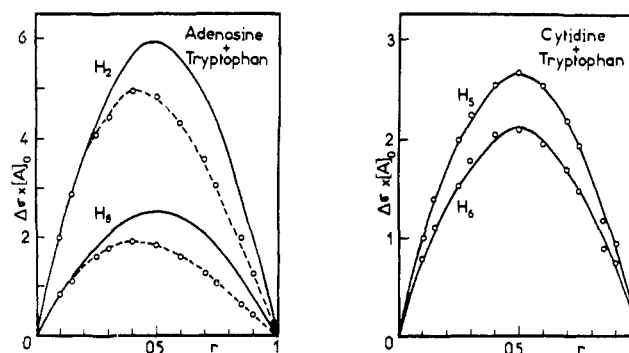 6
4
2
0
Adenosine
+
Tryptophan
H2
H8
Δσ x[A]0
0.5
r
1
3
2
1
0
Cytidine
+
Tryptophan
H5
H6
Δσ x[A]0
0.5
r